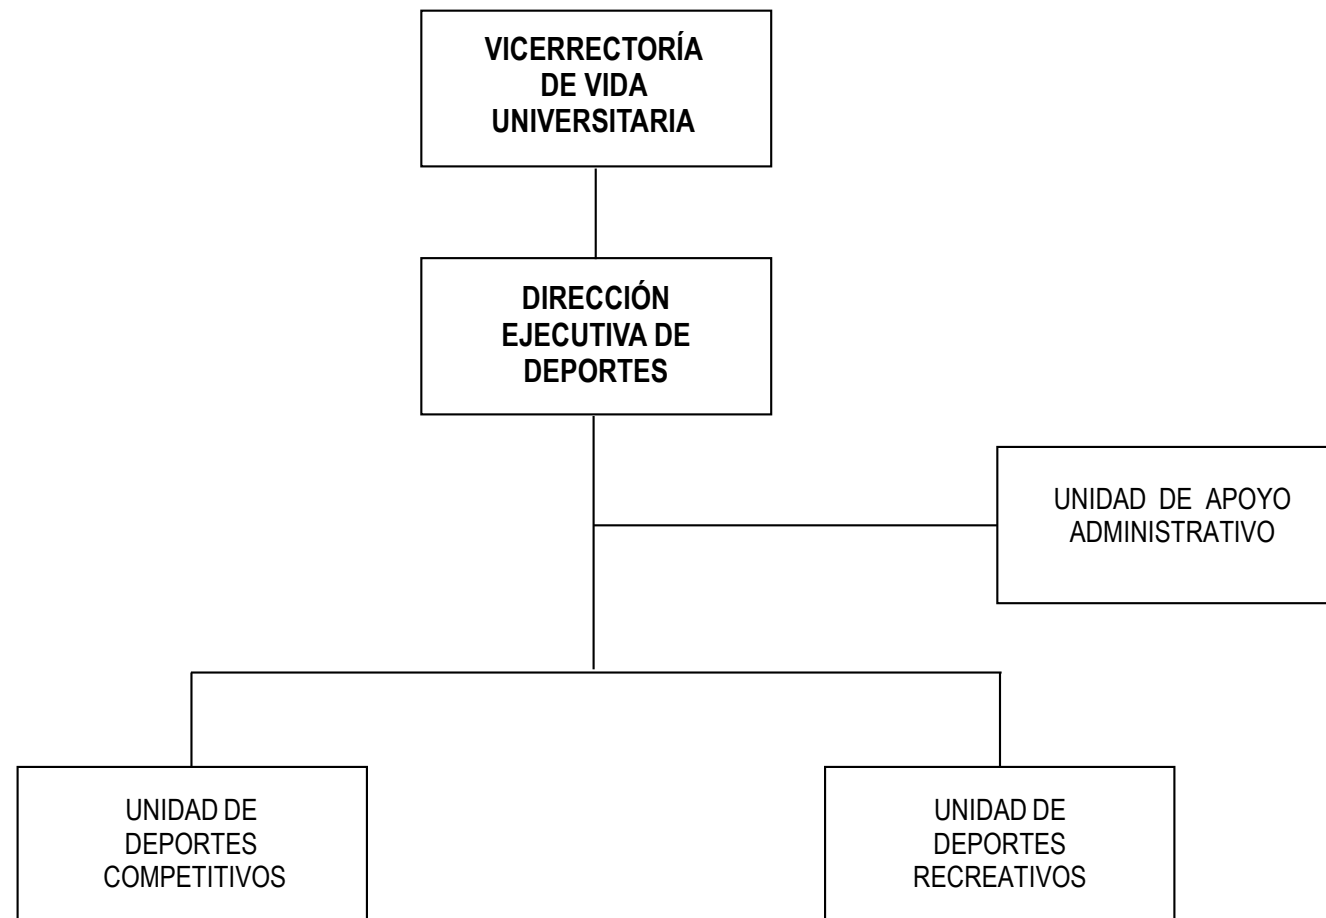 VICERRECTORÍA
DE VIDA
UNIVERSITARIA
DIRECCIÓN
EJECUTIVA DE
DEPORTES
UNIDAD DE APOYO
ADMINISTRATIVO
UNIDAD DE
DEPORTES
COMPETITIVOS
UNIDAD DE
DEPORTES
RECREATIVOS